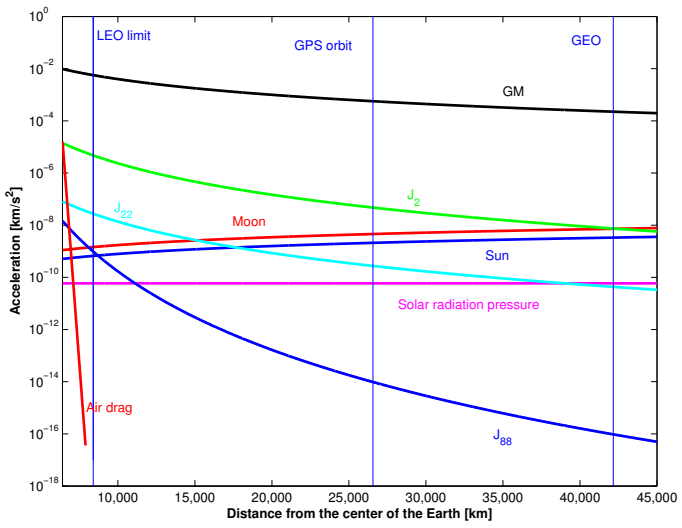 10^0
10^-2
10^-4
10^-6
10^-8
10^-10
10^-12
10^-14
10^-16
10^-18
Acceleration [km/s^2]
LEO limit
GPS orbit
GEO
GM
J_2
J_22
Moon
Sun
Solar radiation pressure
Air drag
J_88
10,000 15,000 20,000 25,000 30,000 35,000 40,000 45,000
Distance from the center of the Earth [km]